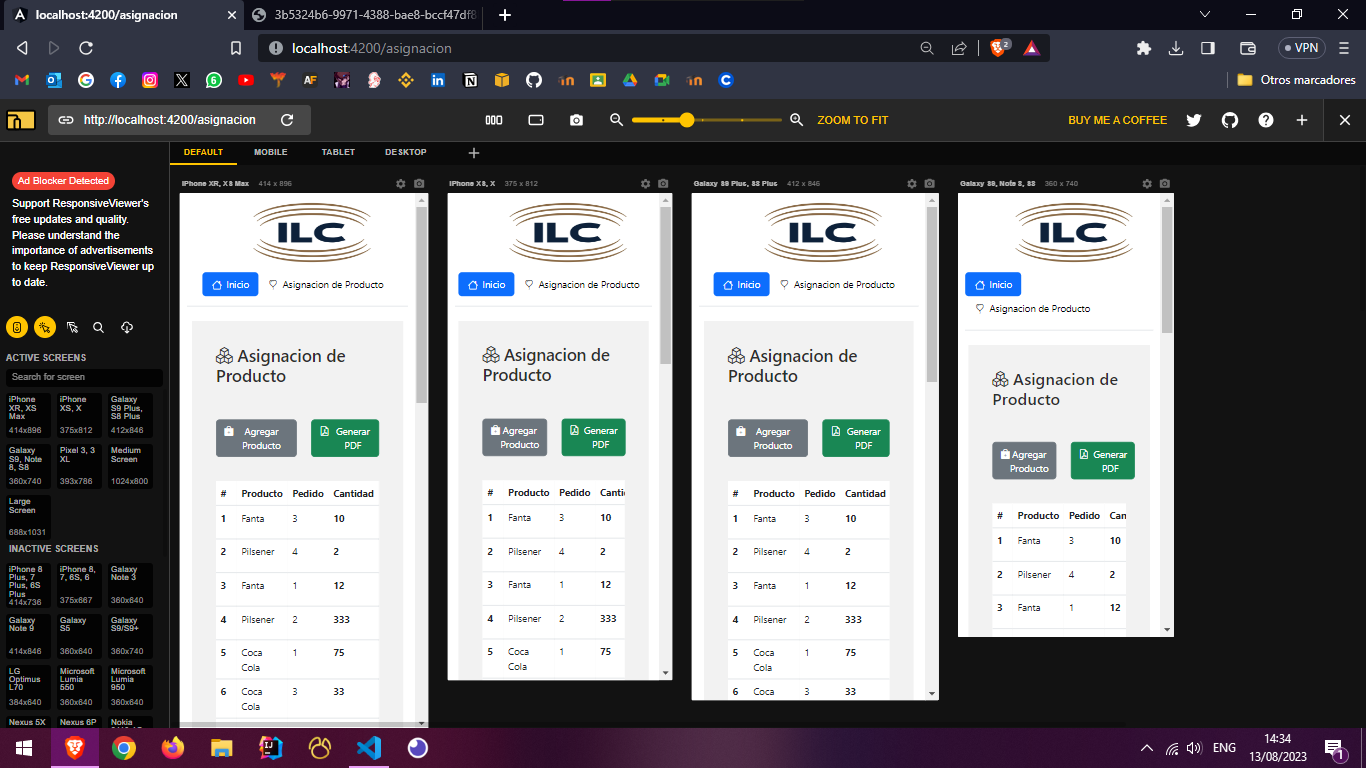 localhost:4200/asignacion
3b5324b6-9971-4388-bae8-bccf47df8
localhost:4200/asignacion
2
VPN
6
AF
Otros marcadores
http://localhost:4200/asignacion
ZOOM TO FIT
BUY ME A COFFEE
DEFAULT
MOBILE
TABLET
DESKTOP
Ad Blocker Detected
Support ResponsiveViewer's
free updates and quality.
Please understand the
importance of advertisements
to keep ResponsiveViewer up
to date.
ACTIVE SCREENS
Search for screen
iPhone XR, XS Max
414x896
iPhone XS, X
375x812
Galaxy S9 Plus, S8 Plus
412x846
Galaxy S9, Note 8, S8
360x740
Pixel 3, 3 XL
393x786
Medium Screen
1024x800
Large Screen
688x1031
INACTIVE SCREENS
iPhone 8 Plus, 7 Plus, 6S Plus
414x736
iPhone 8, 7, 6S, 6
375x667
Galaxy Note 3
360x640
Galaxy Note 9
414x846
Galaxy S5
360x640
Galaxy S9/S9+
360x740
LG Optimus L70
384x640
Microsoft Lumia 550
360x640
Microsoft Lumia 950
360x640
Nexus 5X
Nexus 6P
Nokia
iPhone XR, XS Max 414 x 896
ILC
Inicio
Asignacion de Producto
Asignacion de
Producto
Agregar
Producto
Generar
PDF
# Producto Pedido Cantidad
1 Fanta 3 10
2 Pilsener 4 2
3 Fanta 1 12
4 Pilsener 2 333
5 Coca Cola 1 75
6 Coca Cola 3 33
iPhone XS, X 375 x 812
ILC
Inicio
Asignacion de Producto
Asignacion de
Producto
Agregar
Producto
Generar
PDF
# Producto Pedido Canti
1 Fanta 3 10
2 Pilsener 4 2
3 Fanta 1 12
4 Pilsener 2 333
5 Coca Cola 1 75
Galaxy S9 Plus, S8 Plus 412 x 846
ILC
Inicio
Asignacion de Producto
Asignacion de
Producto
Agregar
Producto
Generar
PDF
# Producto Pedido Cantidad
1 Fanta 3 10
2 Pilsener 4 2
3 Fanta 1 12
4 Pilsener 2 333
5 Coca Cola 1 75
6 Coca Cola 3 33
Galaxy S9, Note 8, S8 360 x 740
ILC
Inicio
Asignacion de Producto
Asignacion de
Producto
Agregar
Producto
Generar
PDF
# Producto Pedido Can
1 Fanta 3 10
2 Pilsener 4 2
3 Fanta 1 12
ENG
14:34
13/08/2023
1